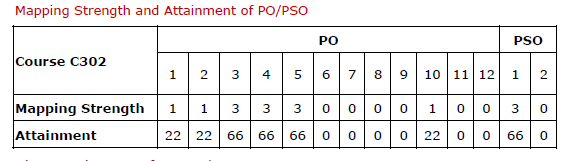 Mapping Strength and Attainment of PO/PSO
Course C302 PO PSO
1 2 3 4 5 6 7 8 9 10 11 12 1 2
Mapping Strength 1 1 3 3 3 0 0 0 0 1 0 0 3 0
Attainment 22 22 66 66 66 0 0 0 0 22 0 0 66 0